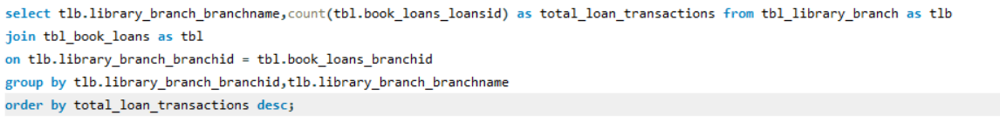 select tlb.library_branch_branchname,count(tbl.book_loans_loansid) as total_loan_transactions from tbl_library_branch as tlb
join tbl_book_loans as tbl
on tlb.library_branch_branchid = tbl.book_loans_branchid
group by tlb.library_branch_branchid,tlb.library_branch_branchname
order by total_loan_transactions desc;